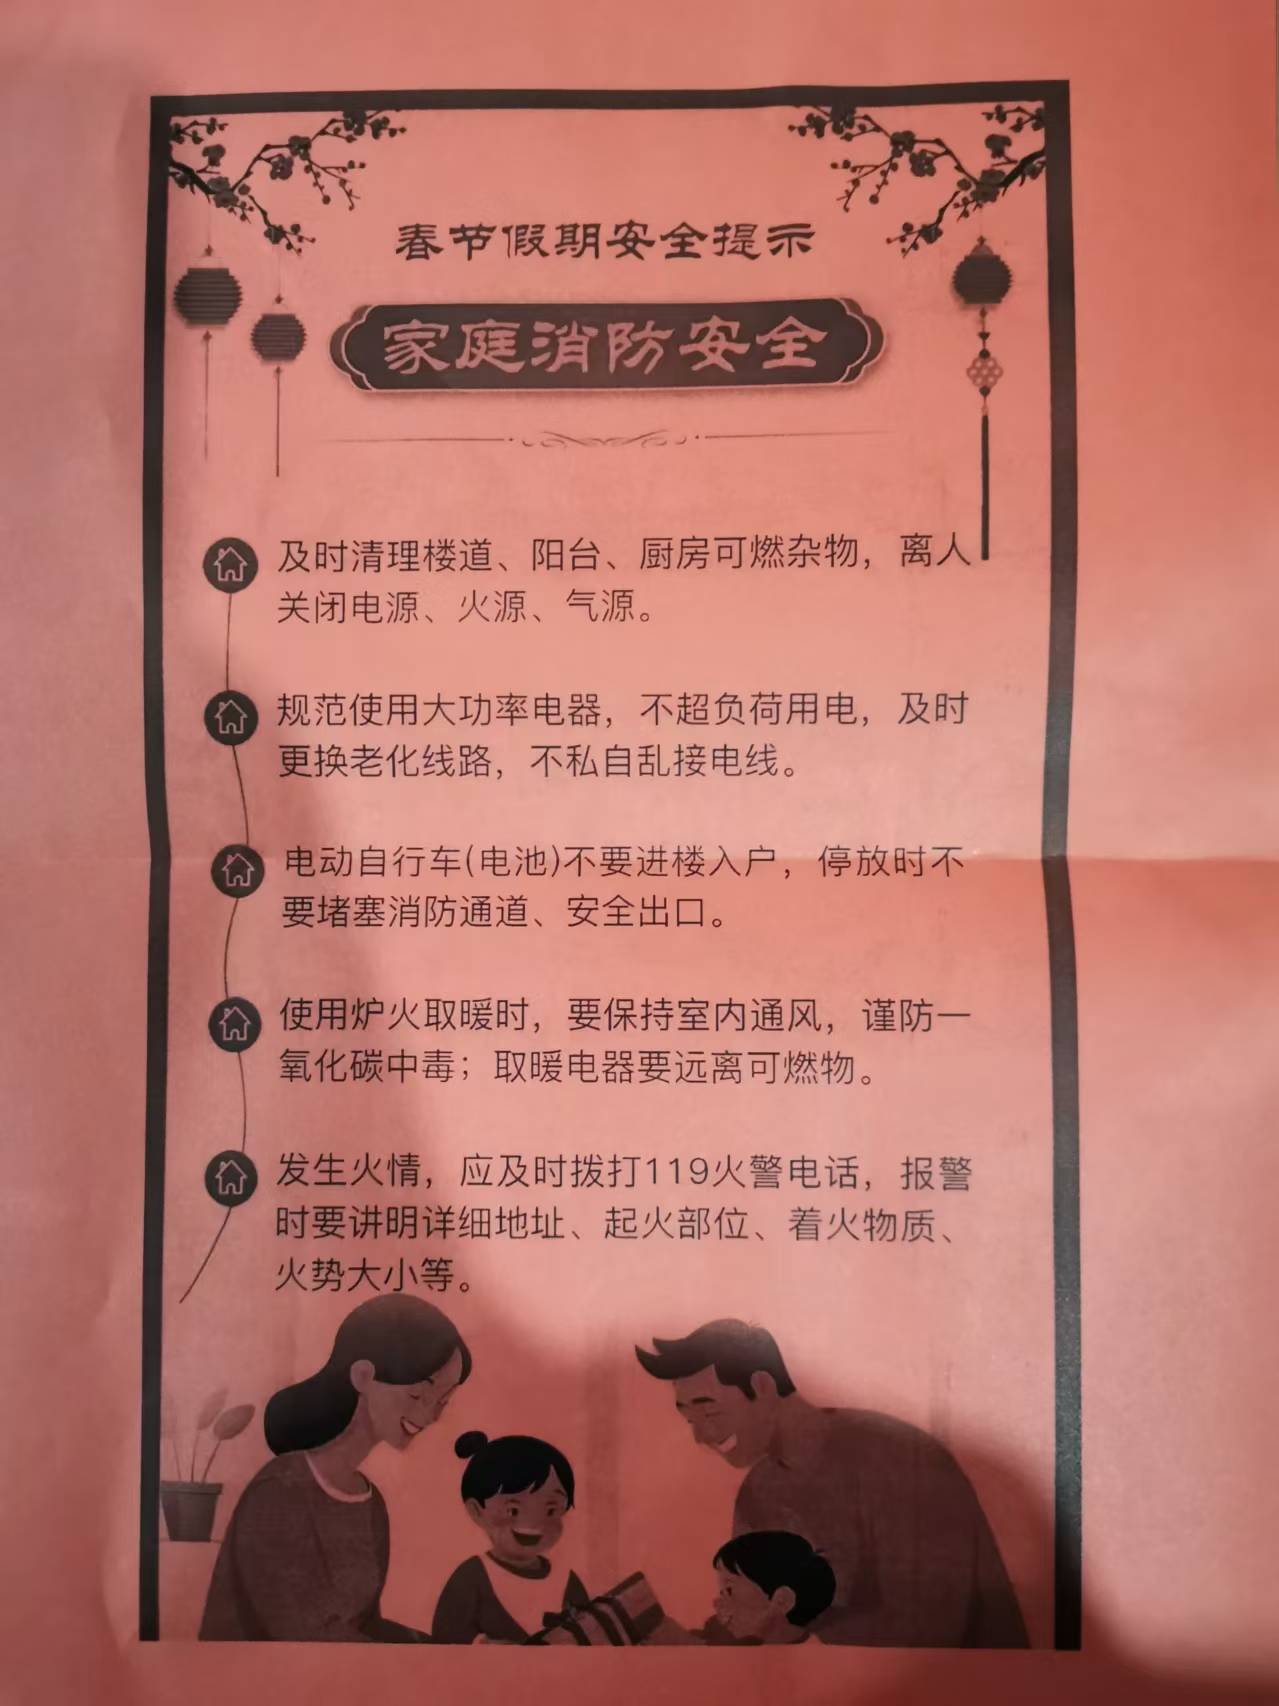 春节假期安全提示
家庭消防安全
及时清理楼道、阳台、厨房可燃杂物，离人
关闭电源、火源、气源。
规范使用大功率电器，不超负荷用电，及时
更换老化线路，不私自乱接电线。
电动自行车(电池)不要进楼入户，停放时不
要堵塞消防通道、安全出口。
使用炉火取暖时，要保持室内通风，谨防一
氧化碳中毒；取暖电器要远离可燃物。
发生火情，应及时拨打119火警电话，报警
时要讲明详细地址、起火部位、着火物质、
火势大小等。